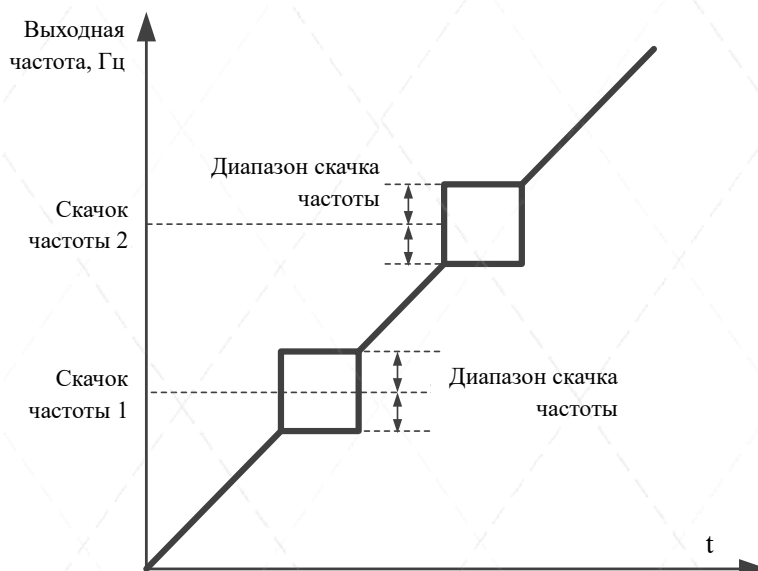 Выходная
частота, Гц
Диапазон скачка
частоты
Скачок
частоты 2
Скачок
частоты 1
Диапазон скачка
частоты
t